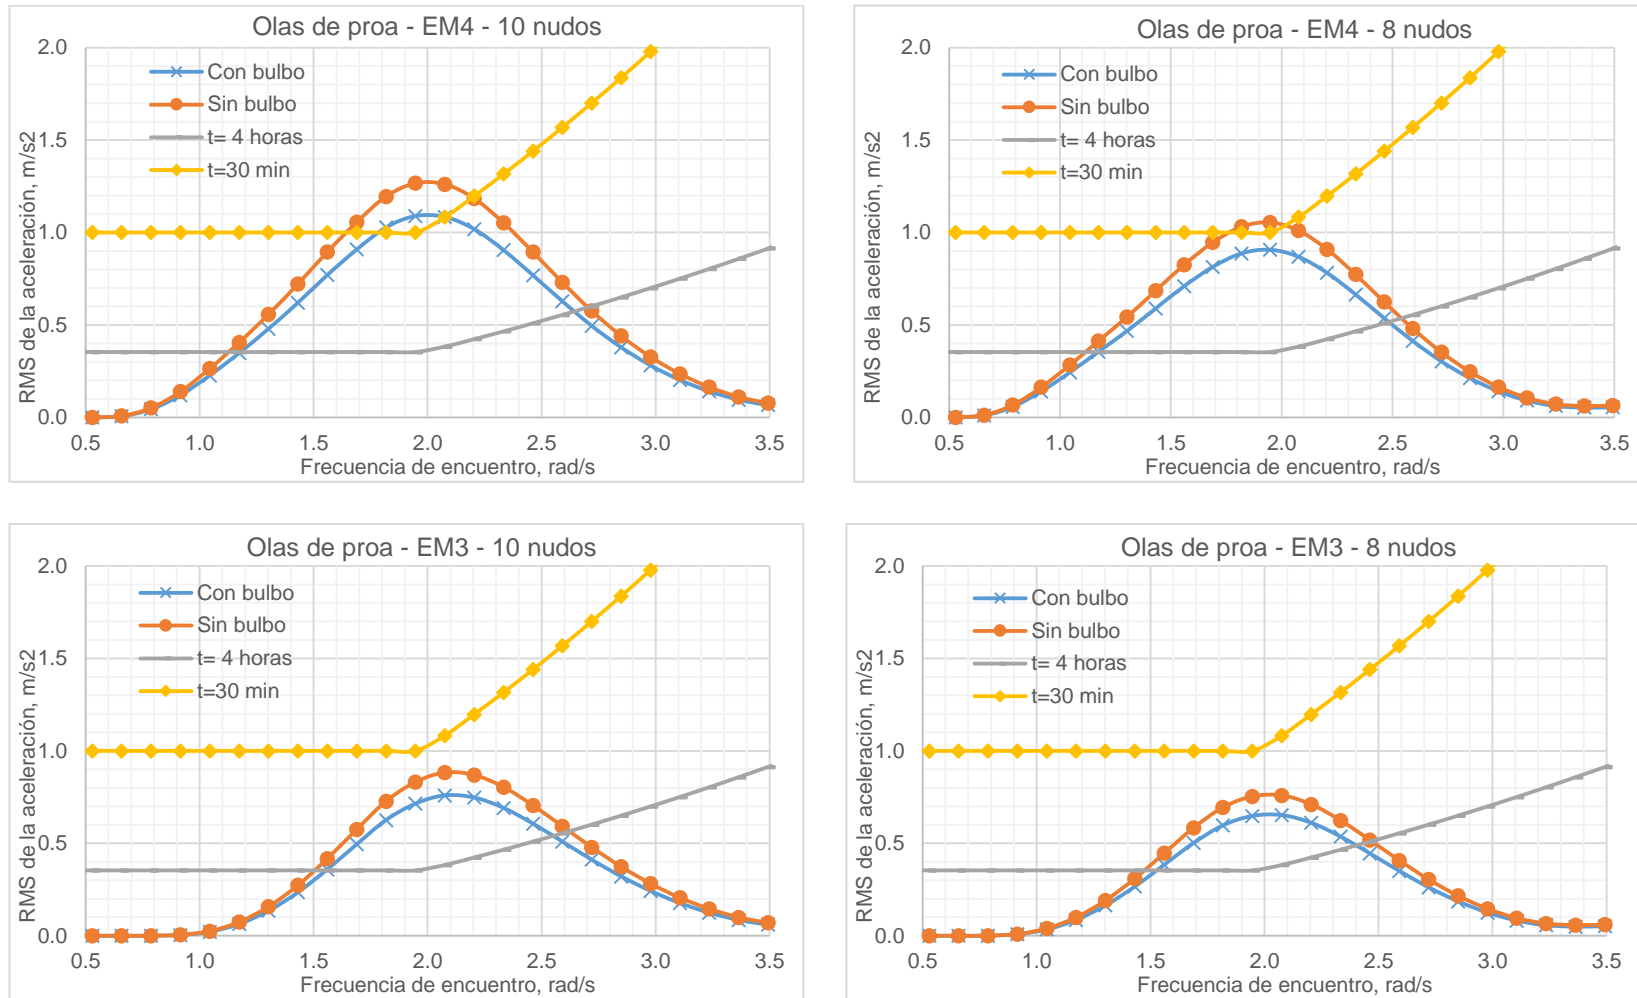 Olas de proa - EM4 - 10 nudos
RMS de la aceleración, m/s2
2.0
1.5
1.0
0.5
0.0
Con bulbo
Sin bulbo
t= 4 horas
t=30 min
0.5 1.0 1.5 2.0 2.5 3.0 3.5
Frecuencia de encuentro, rad/s
Olas de proa - EM4 - 8 nudos
RMS de la aceleración, m/s2
2.0
1.5
1.0
0.5
0.0
Con bulbo
Sin bulbo
t= 4 horas
t=30 min
0.5 1.0 1.5 2.0 2.5 3.0 3.5
Frecuencia de encuentro, rad/s
Olas de proa - EM3 - 10 nudos
RMS de la aceleración, m/s2
2.0
1.5
1.0
0.5
0.0
Con bulbo
Sin bulbo
t= 4 horas
t=30 min
0.5 1.0 1.5 2.0 2.5 3.0 3.5
Frecuencia de encuentro, rad/s
Olas de proa - EM3 - 8 nudos
RMS de la aceleración, m/s2
2.0
1.5
1.0
0.5
0.0
Con bulbo
Sin bulbo
t= 4 horas
t=30 min
0.5 1.0 1.5 2.0 2.5 3.0 3.5
Frecuencia de encuentro, rad/s